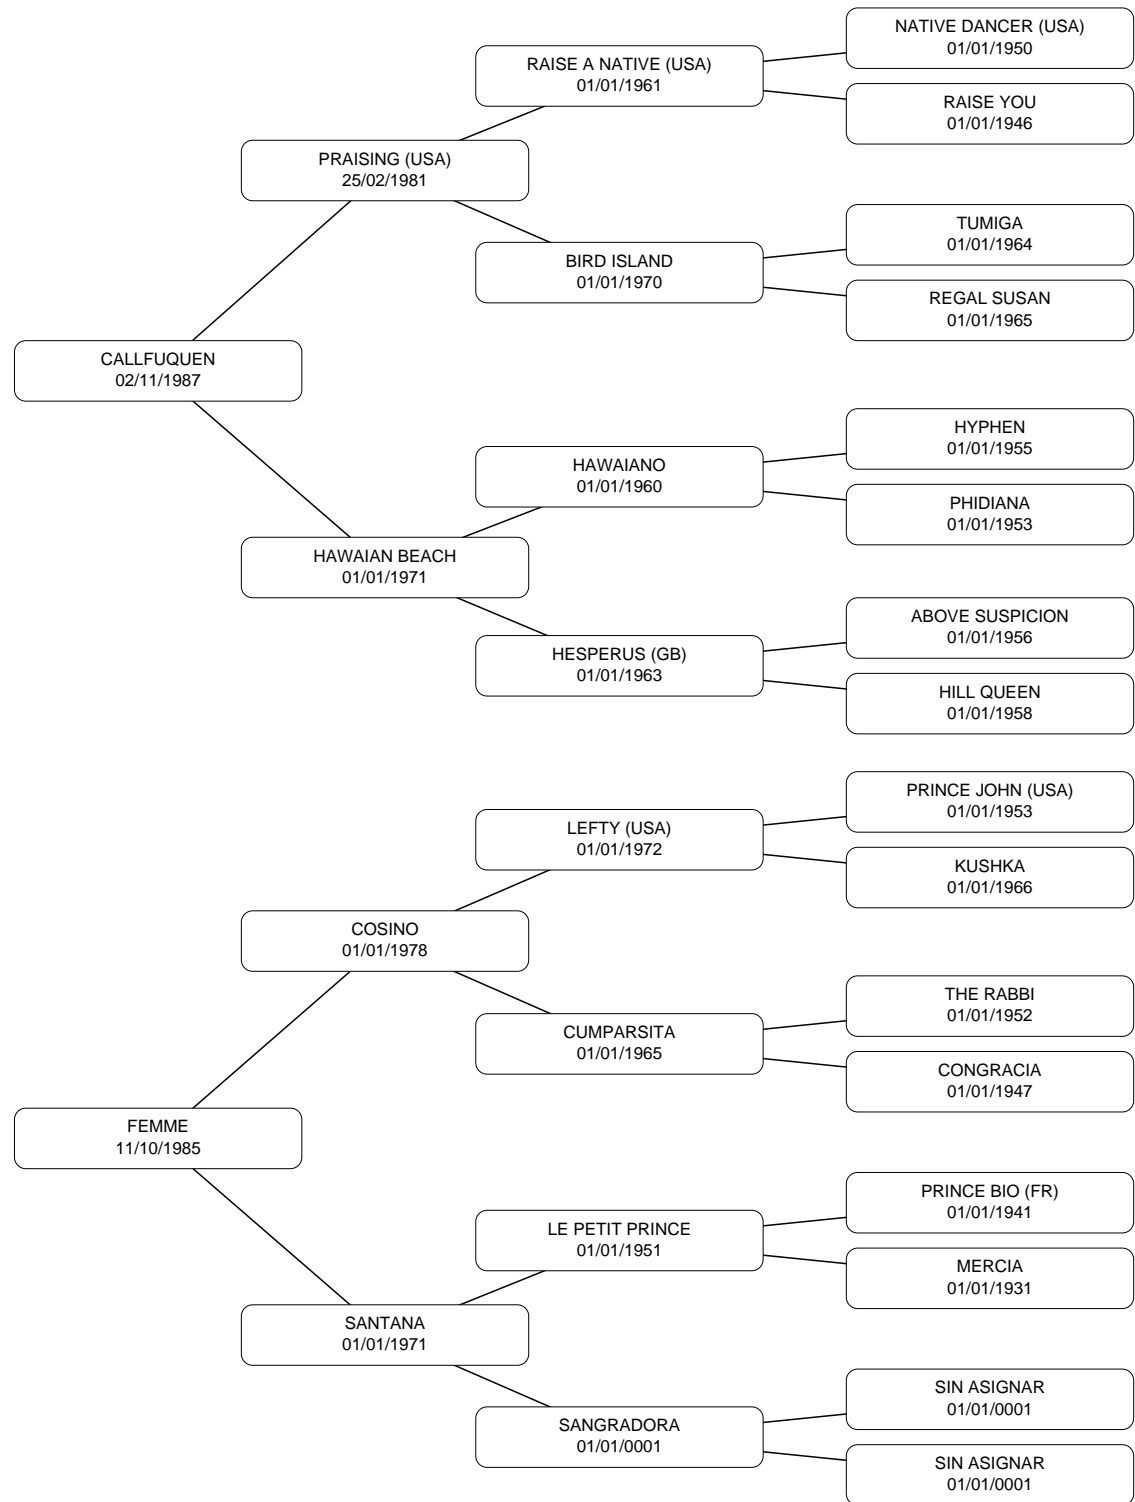 NATIVE DANCER (USA)
01/01/1950
RAISE A NATIVE (USA)
01/01/1961
RAISE YOU
01/01/1946
PRAISING (USA)
25/02/1981
TUMIGA
01/01/1964
BIRD ISLAND
01/01/1970
REGAL SUSAN
01/01/1965
CALLFUQUEN
02/11/1987
HYPHEN
01/01/1955
HAWAIANO
01/01/1960
PHIDIANA
01/01/1953
HAWAIAN BEACH
01/01/1971
ABOVE SUSPICION
01/01/1956
HESPERUS (GB)
01/01/1963
HILL QUEEN
01/01/1958
PRINCE JOHN (USA)
01/01/1953
LEFTY (USA)
01/01/1972
KUSHKA
01/01/1966
COSINO
01/01/1978
THE RABBI
01/01/1952
CUMPARSITA
01/01/1965
CONGRACIA
01/01/1947
FEMME
11/10/1985
PRINCE BIO (FR)
01/01/1941
LE PETIT PRINCE
01/01/1951
MERCIA
01/01/1931
SANTANA
01/01/1971
SIN ASIGNAR
01/01/0001
SANGRADORA
01/01/0001
SIN ASIGNAR
01/01/0001